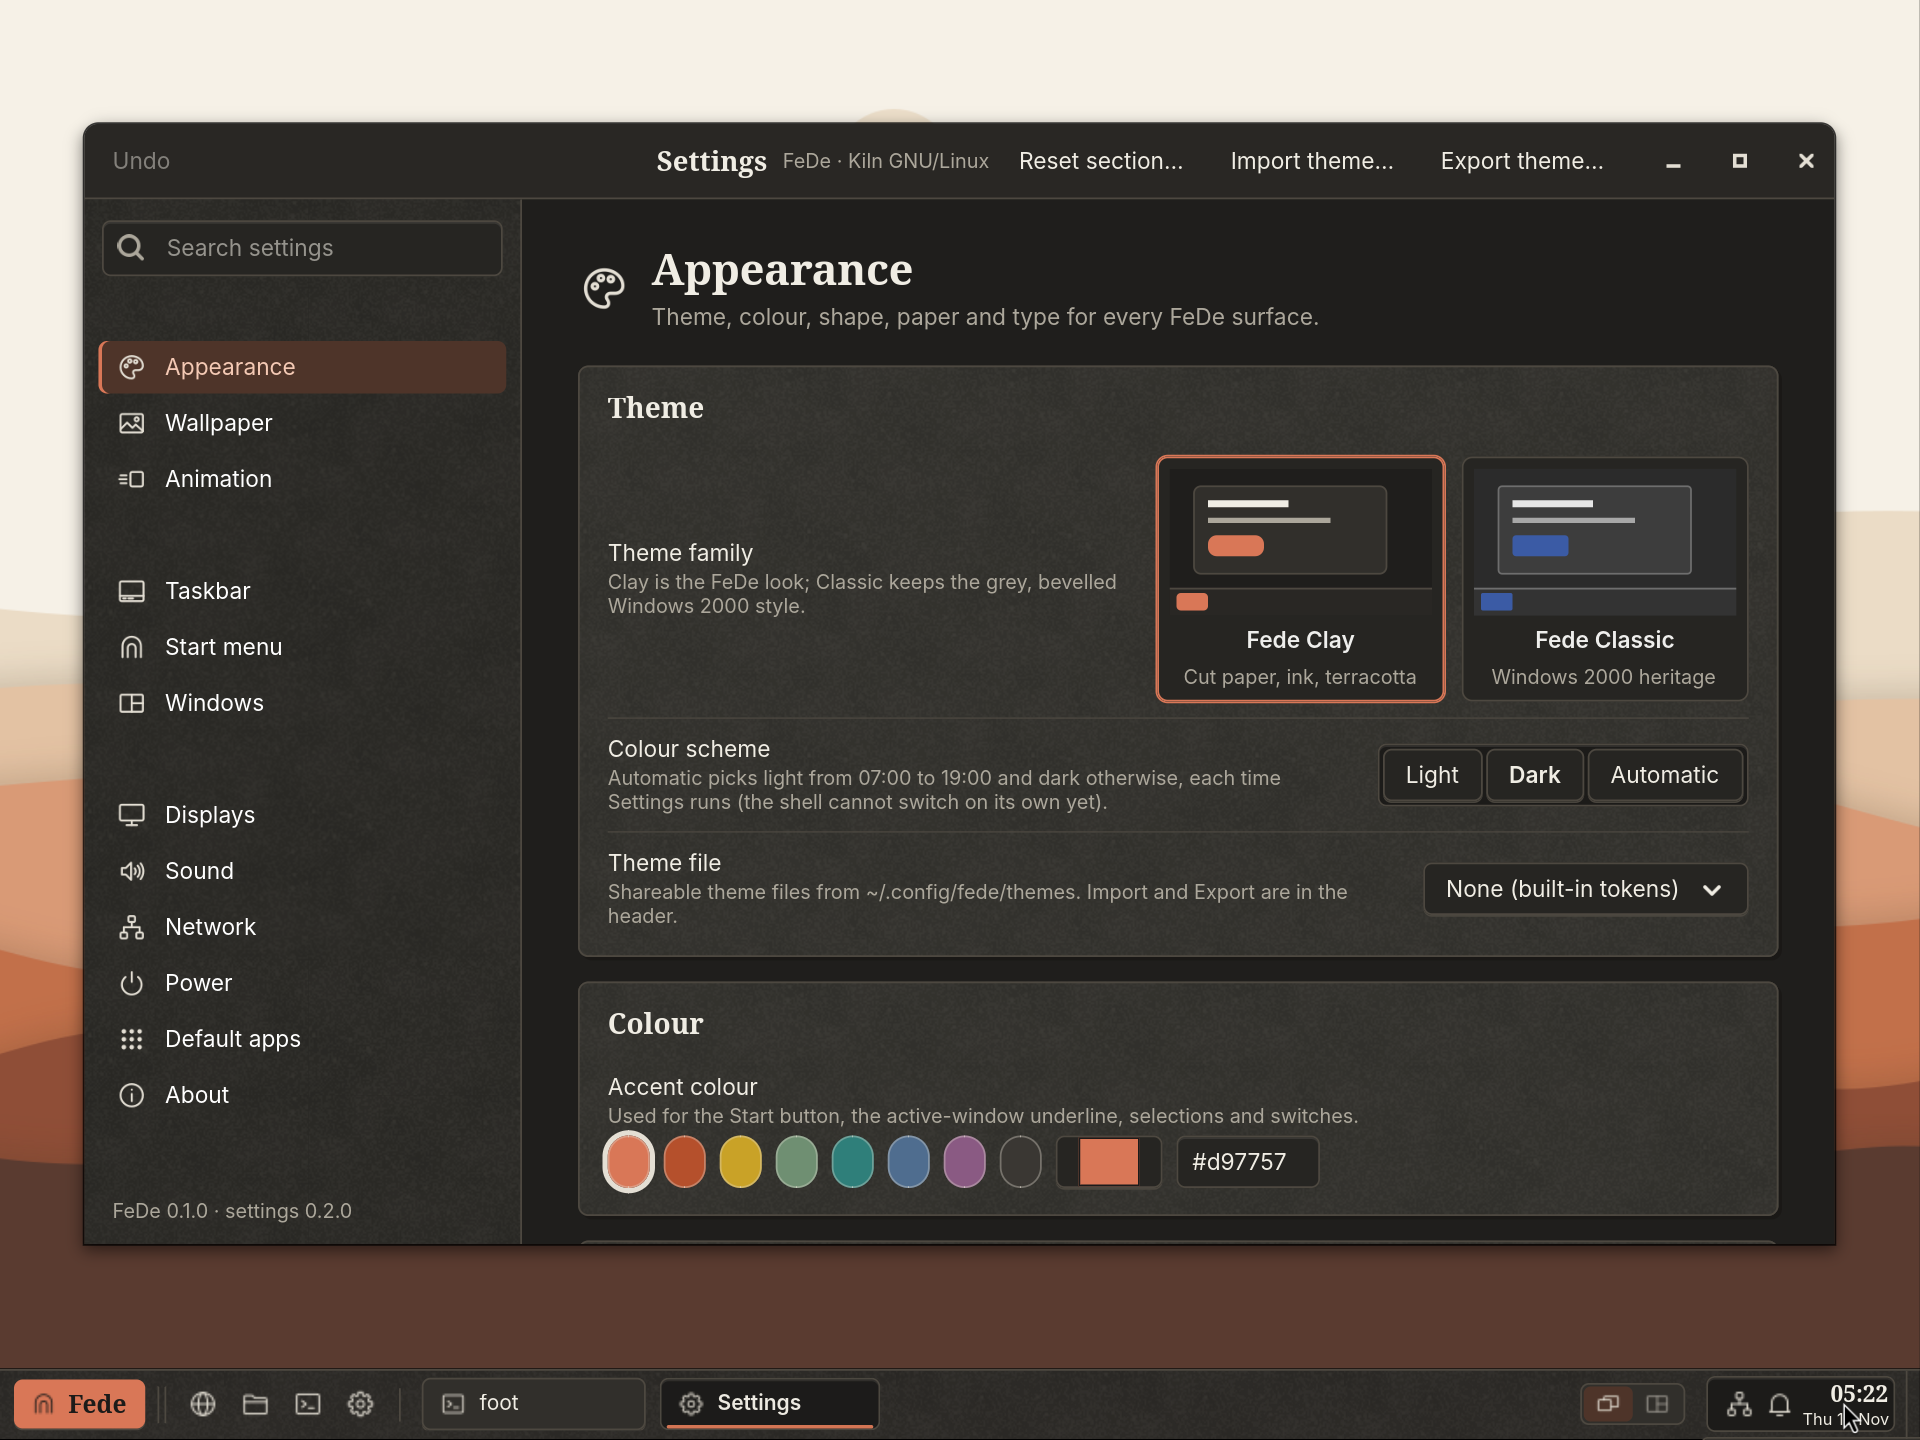 Undo
Settings FeDe · Kiln GNU/Linux Reset section... Import theme... Export theme...
Search settings
Appearance
Wallpaper
Animation
Taskbar
Start menu
Windows
Displays
Sound
Network
Power
Default apps
About
FeDe 0.1.0 · settings 0.2.0
Appearance
Theme, colour, shape, paper and type for every FeDe surface.
Theme
Theme family
Clay is the FeDe look; Classic keeps the grey, bevelled
Windows 2000 style.
Fede Clay
Cut paper, ink, terracotta
Fede Classic
Windows 2000 heritage
Colour scheme
Automatic picks light from 07:00 to 19:00 and dark otherwise, each time
Settings runs (the shell cannot switch on its own yet).
Light Dark Automatic
Theme file
Shareable theme files from ~/.config/fede/themes. Import and Export are in the
header.
None (built-in tokens)
Colour
Accent colour
Used for the Start button, the active-window underline, selections and switches.
#d97757
Fede
foot
Settings
05:22
Thu Nov